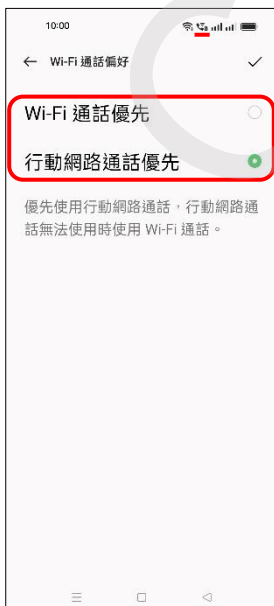 10:00
Wi-Fi 通話偏好
Wi-Fi 通話優先
行動網路通話優先
優先使用行動網路通話，行動網路通
話無法使用時使用 Wi-Fi 通話。